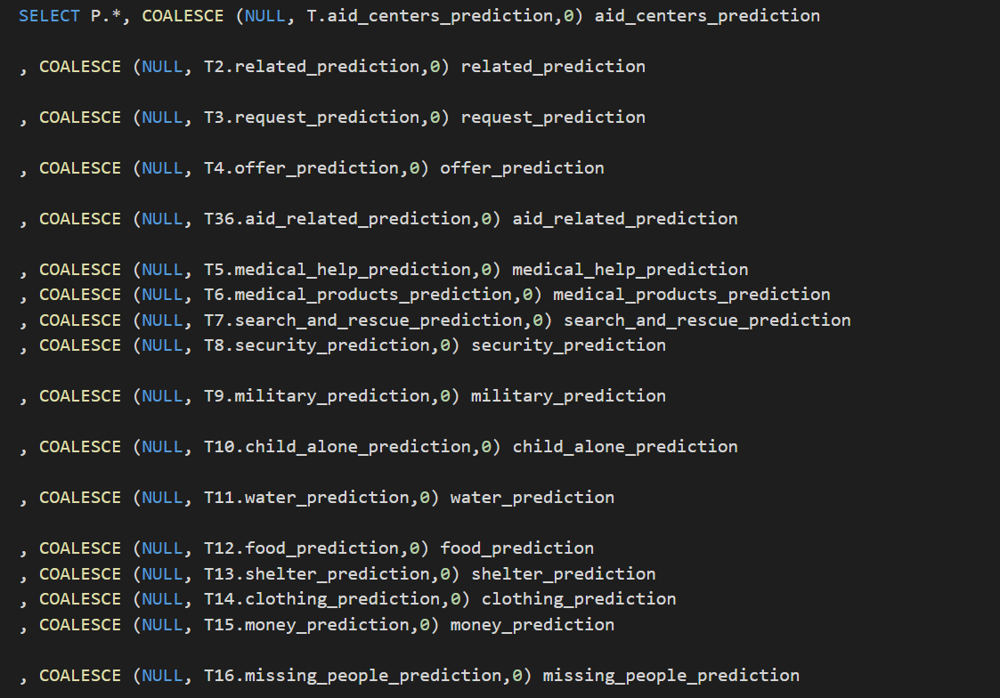 SELECT P.*, COALESCE (NULL, T.aid_centers_prediction,0) aid_centers_prediction
, COALESCE (NULL, T2.related_prediction,0) related_prediction
, COALESCE (NULL, T3.request_prediction,0) request_prediction
, COALESCE (NULL, T4.offer_prediction,0) offer_prediction
, COALESCE (NULL, T36.aid_related_prediction,0) aid_related_prediction
, COALESCE (NULL, T5.medical_help_prediction,0) medical_help_prediction
, COALESCE (NULL, T6.medical_products_prediction,0) medical_products_prediction
, COALESCE (NULL, T7.search_and_rescue_prediction,0) search_and_rescue_prediction
, COALESCE (NULL, T8.security_prediction,0) security_prediction
, COALESCE (NULL, T9.military_prediction,0) military_prediction
, COALESCE (NULL, T10.child_alone_prediction,0) child_alone_prediction
, COALESCE (NULL, T11.water_prediction,0) water_prediction
, COALESCE (NULL, T12.food_prediction,0) food_prediction
, COALESCE (NULL, T13.shelter_prediction,0) shelter_prediction
, COALESCE (NULL, T14.clothing_prediction,0) clothing_prediction
, COALESCE (NULL, T15.money_prediction,0) money_prediction
, COALESCE (NULL, T16.missing_people_prediction,0) missing_people_prediction